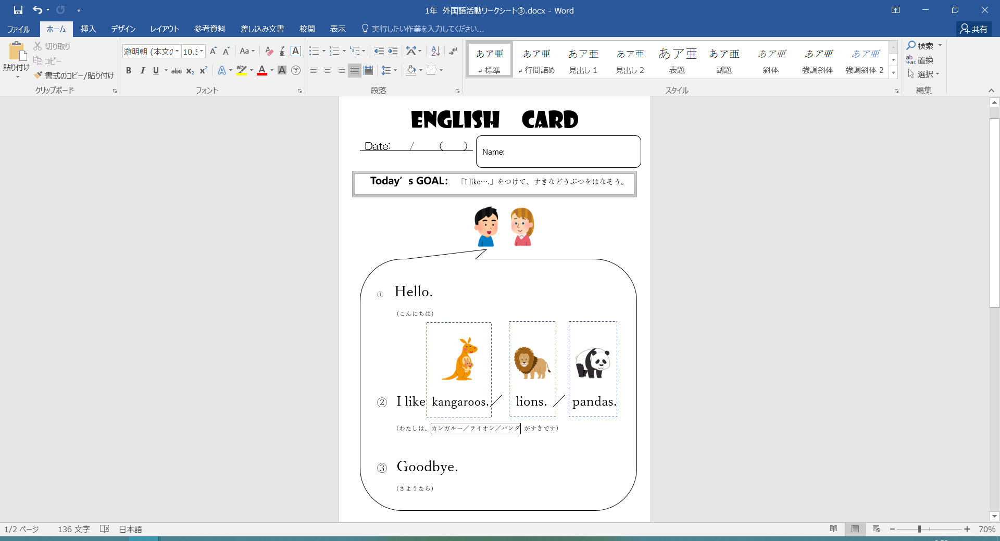 1年 外国語活動ワークシート③.docx - Word
ファイル ホーム 挿入 デザイン レイアウト 参考資料 差し込み文書 校閲 表示 実行したい作業を入力してください... 共有
貼り付け 切り取り コピー 書式のコピー/貼り付け
クリップボード
游明朝 (本文の 10.5 Aa
B I U abc x₂ x² A ab A A 字
フォント
段落
あア亜 あア亜 あア亜 あア亜 あア亜 あア亜 あア亜 あア亜 あア亜
標準 行間詰め 見出し 1 見出し 2 表題 副題 斜体 強調斜体 強調斜体 2
スタイル
検索
置換
選択
編集
ENGLISH CARD
Date: / ( )
Name:
Today’s GOAL: 「I like….」をつけて、すきなどうぶつをはなそう。
① Hello.
(こんにちは)
② I like kangaroos.／ lions. ／ pandas.
(わたしは、カンガルー／ライオン／パンダ がすきです)
③ Goodbye.
(さようなら)
1/2 ページ 136 文字 日本語 70%